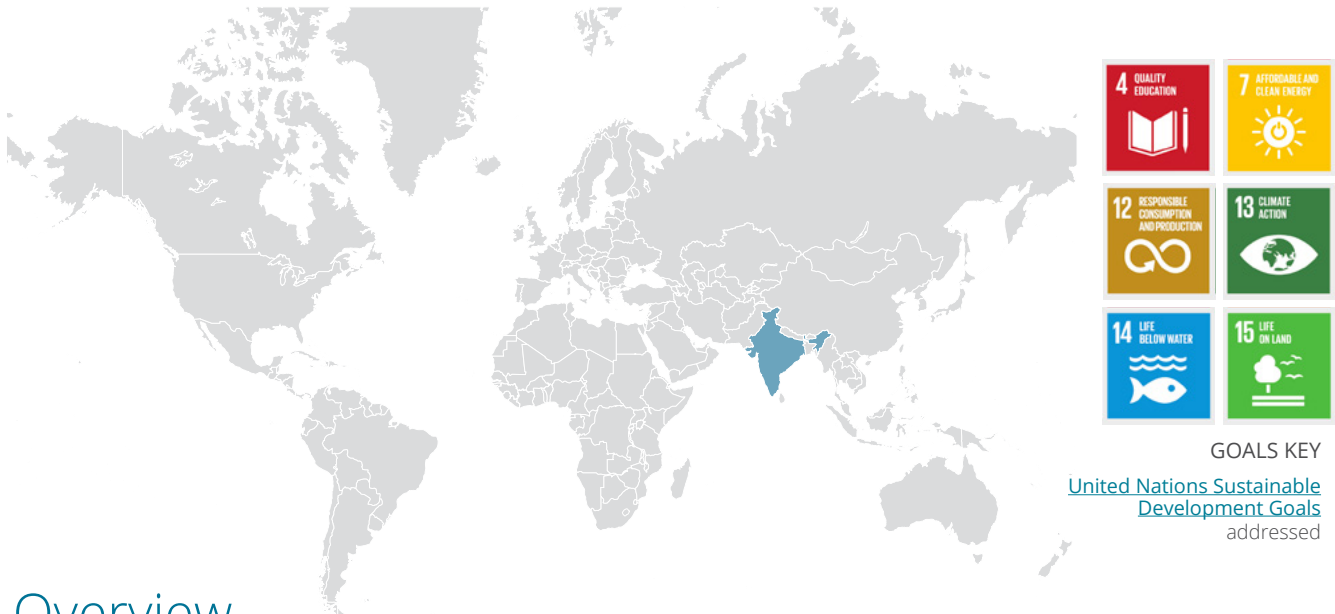 4 QUALITY
EDUCATION
7 AFFORDABLE AND
CLEAN ENERGY
12 RESPONSIBLE
CONSUMPTION
AND PRODUCTION
13 CLIMATE
ACTION
14 LIFE
BELOW WATER
15 LIFE
ON LAND
GOALS KEY
United Nations Sustainable
Development Goals
addressed
Overview